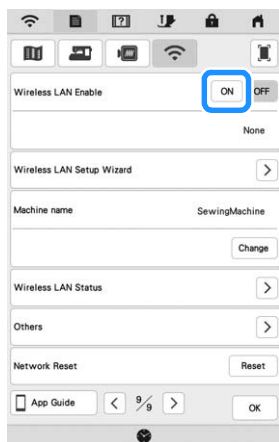 Wireless LAN Enable ON OFF
None
Wireless LAN Setup Wizard
Machine name SewingMachine
Change
Wireless LAN Status
Others
Network Reset Reset
App Guide 9/9 OK